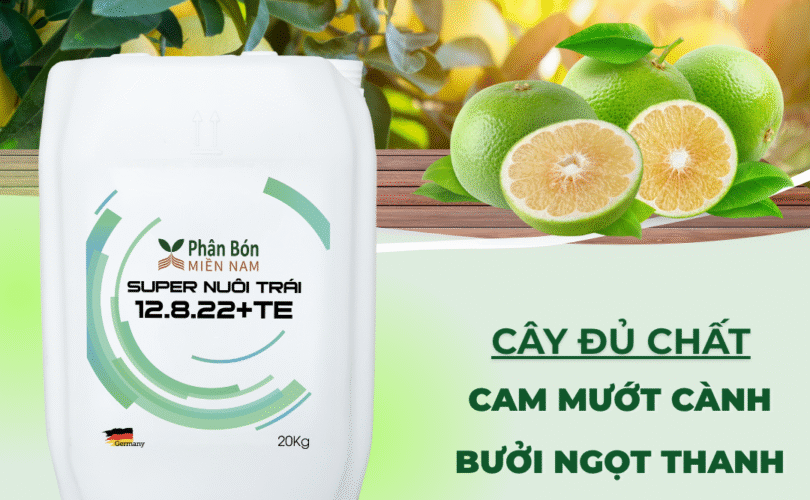 Phân Bón
MIỀN NAM
SUPER NUÔI TRÁI
12.8.22+TE
Germany
20Kg
CÂY ĐỦ CHẤT
CAM MƯỚT CÀNH
BƯỞI NGỌT THANH